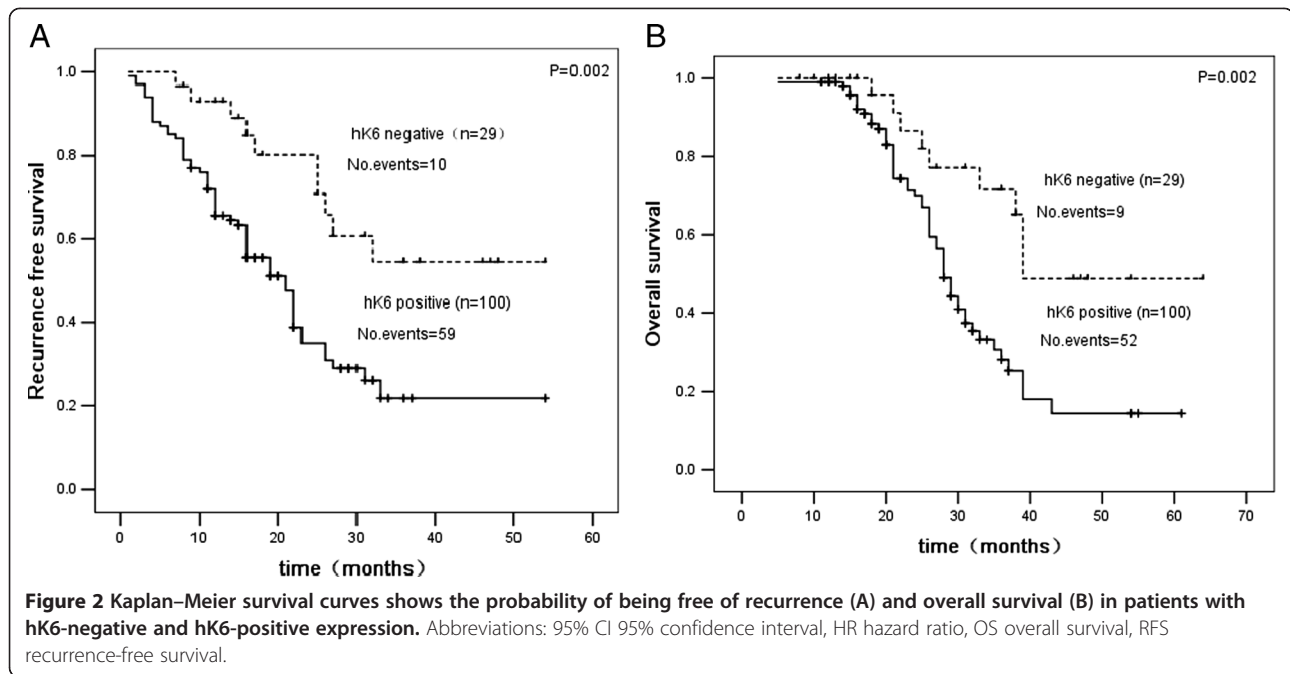 A
1.0
0.8
0.6
0.4
0.2
0.0
Recurrence free survival
P=0.002
hK6 negative（n=29）
No.events=10
hK6 positive (n=100)
No.events=59
0 10 20 30 40 50 60
time（months）
B
1.0
0.8
0.6
0.4
0.2
0.0
Overall survival
P=0.002
hK6 negative (n=29)
No.events=9
hK6 positive (n=100)
No.events=52
0 10 20 30 40 50 60 70
time（months）
Figure 2 Kaplan–Meier survival curves shows the probability of being free of recurrence (A) and overall survival (B) in patients with
hK6-negative and hK6-positive expression. Abbreviations: 95% CI 95% confidence interval, HR hazard ratio, OS overall survival, RFS
recurrence-free survival.